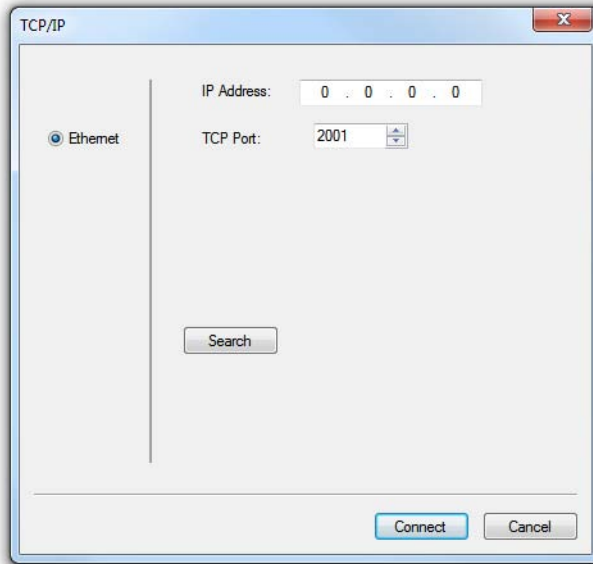 TCP/IP
IP Address: 0 . 0 . 0 . 0
Ethernet
TCP Port: 2001
Search
Connect Cancel